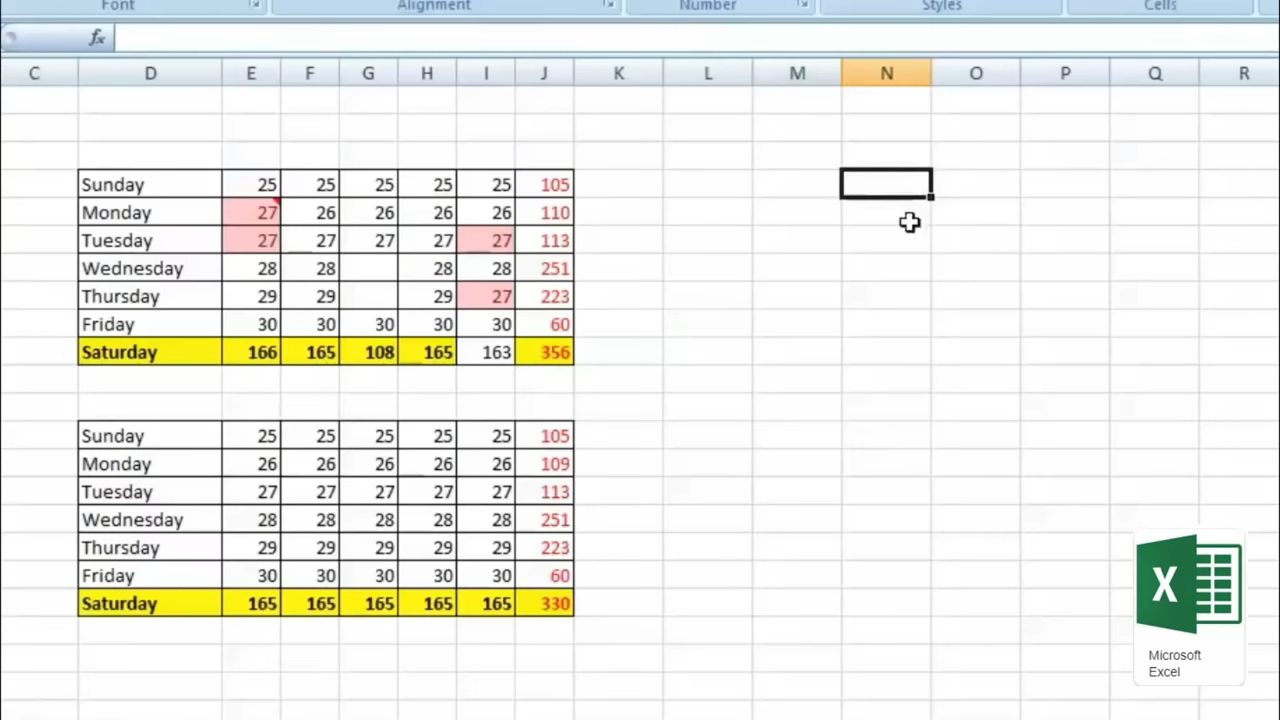 Font Alignment Number Styles Cells
fx
C D E F G H I J K L M N O P Q R
Sunday 25 25 25 25 25 105
Monday 27 26 26 26 26 110
Tuesday 27 27 27 27 27 113
Wednesday 28 28 28 28 251
Thursday 29 29 29 27 223
Friday 30 30 30 30 30 60
Saturday 166 165 108 165 163 356
Sunday 25 25 25 25 25 105
Monday 26 26 26 26 26 109
Tuesday 27 27 27 27 27 113
Wednesday 28 28 28 28 28 251
Thursday 29 29 29 29 29 223
Friday 30 30 30 30 30 60
Saturday 165 165 165 165 165 330
X
Microsoft
Excel